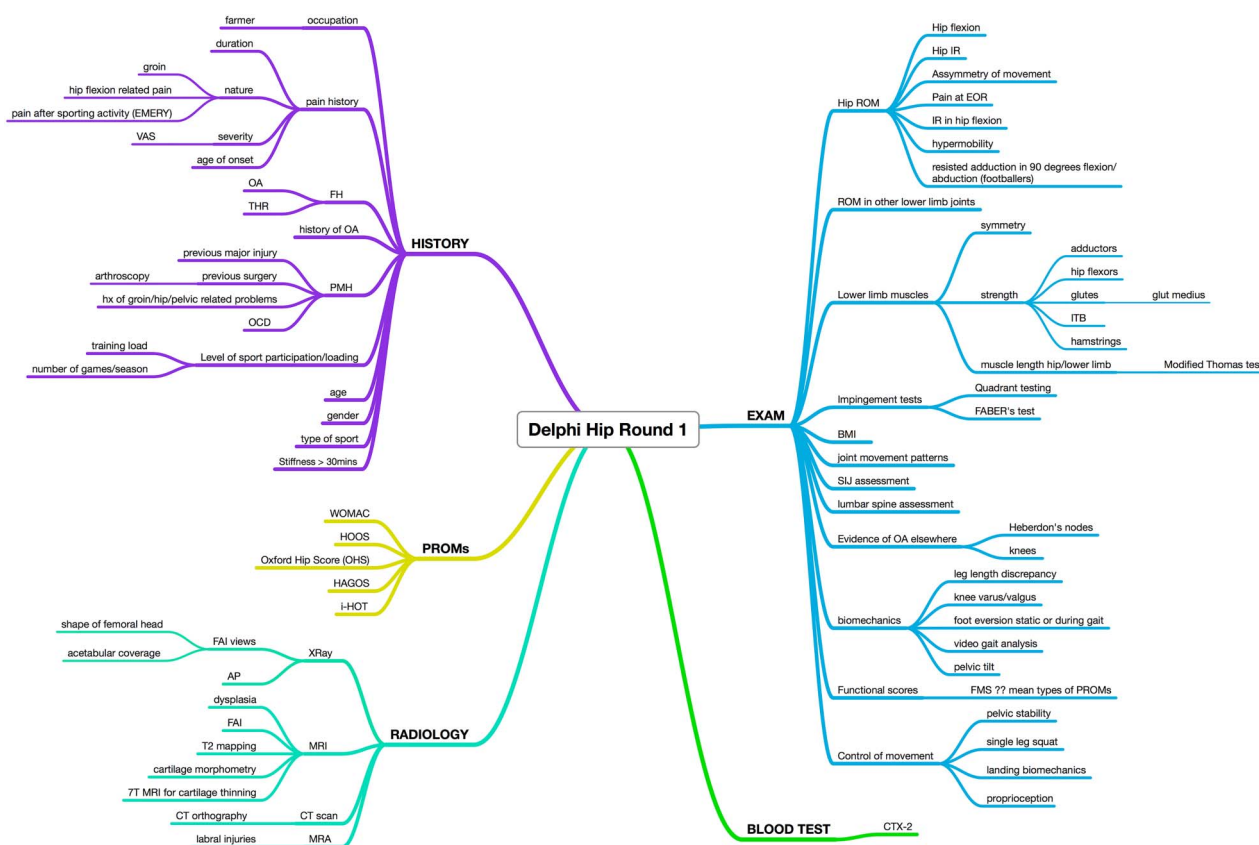 Delphi Hip Round 1
HISTORY
occupation
farmer
pain history
duration
nature
groin
hip flexion related pain
pain after sporting activity (EMERY)
severity
VAS
age of onset
FH
OA
THR
history of OA
PMH
previous major injury
previous surgery
arthroscopy
hx of groin/hip/pelvic related problems
OCD
Level of sport participation/loading
training load
number of games/season
age
gender
type of sport
Stiffness > 30mins
PROMs
WOMAC
HOOS
Oxford Hip Score (OHS)
HAGOS
i-HOT
RADIOLOGY
XRay
FAI views
shape of femoral head
acetabular coverage
AP
MRI
dysplasia
FAI
T2 mapping
cartilage morphometry
7T MRI for cartilage thinning
CT scan
CT orthography
MRA
labral injuries
EXAM
Hip ROM
Hip flexion
Hip IR
Assymetry of movement
Pain at EOR
IR in hip flexion
hypermobility
resisted adduction in 90 degrees flexion/
abduction (footballers)
ROM in other lower limb joints
Lower limb muscles
symmetry
strength
adductors
hip flexors
glutes
glut medius
ITB
hamstrings
muscle length hip/lower limb
Modified Thomas tes
Impingement tests
Quadrant testing
FABER's test
BMI
joint movement patterns
SIJ assessment
lumbar spine assessment
Evidence of OA elsewhere
Heberdon's nodes
knees
biomechanics
leg length discrepancy
knee varus/valgus
foot eversion static or during gait
video gait analysis
pelvic tilt
Functional scores
FMS ?? mean types of PROMs
Control of movement
pelvic stability
single leg squat
landing biomechanics
proprioception
BLOOD TEST
CTX-2